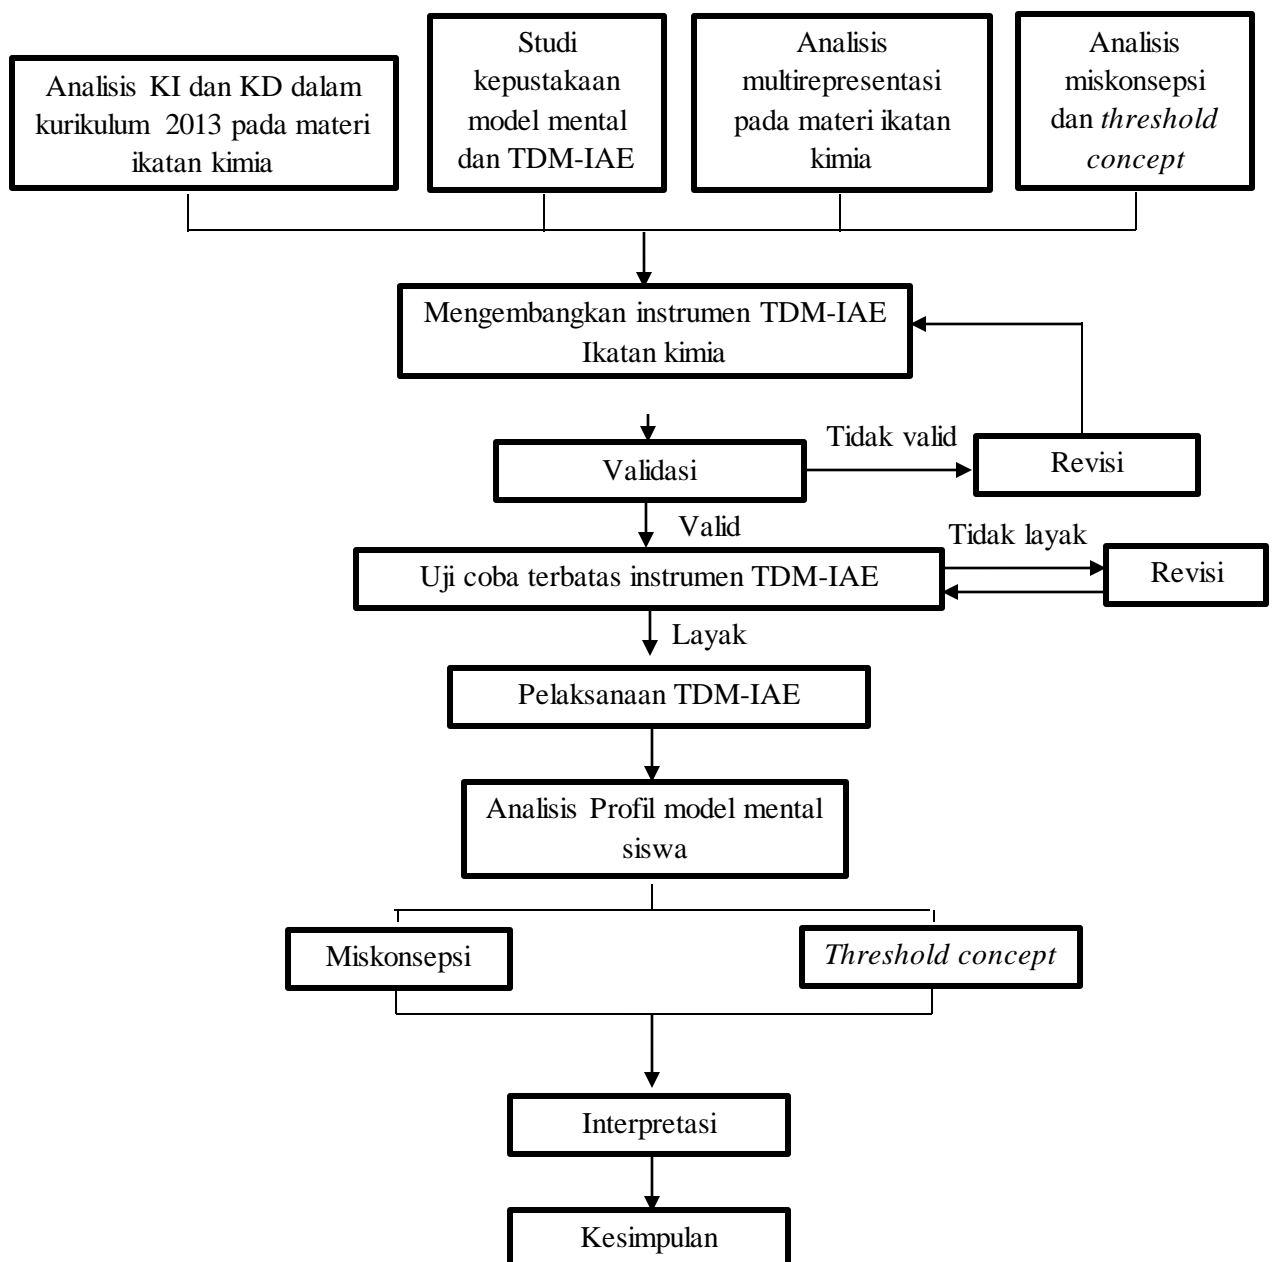 Analisis KI dan KD dalam
kurikulum 2013 pada materi
ikatan kimia
Studi
kepustakaan
model mental
dan TDM-IAE
Analisis
multirepresentasi
pada materi ikatan
kimia
Analisis
miskonsepsi
dan threshold
concept
Mengembangkan instrumen TDM-IAE
Ikatan kimia
Validasi
Tidak valid
Revisi
Valid
Uji coba terbatas instrumen TDM-IAE
Tidak layak
Revisi
Layak
Pelaksanaan TDM-IAE
Analisis Profil model mental
siswa
Miskonsepsi
Threshold concept
Interpretasi
Kesimpulan